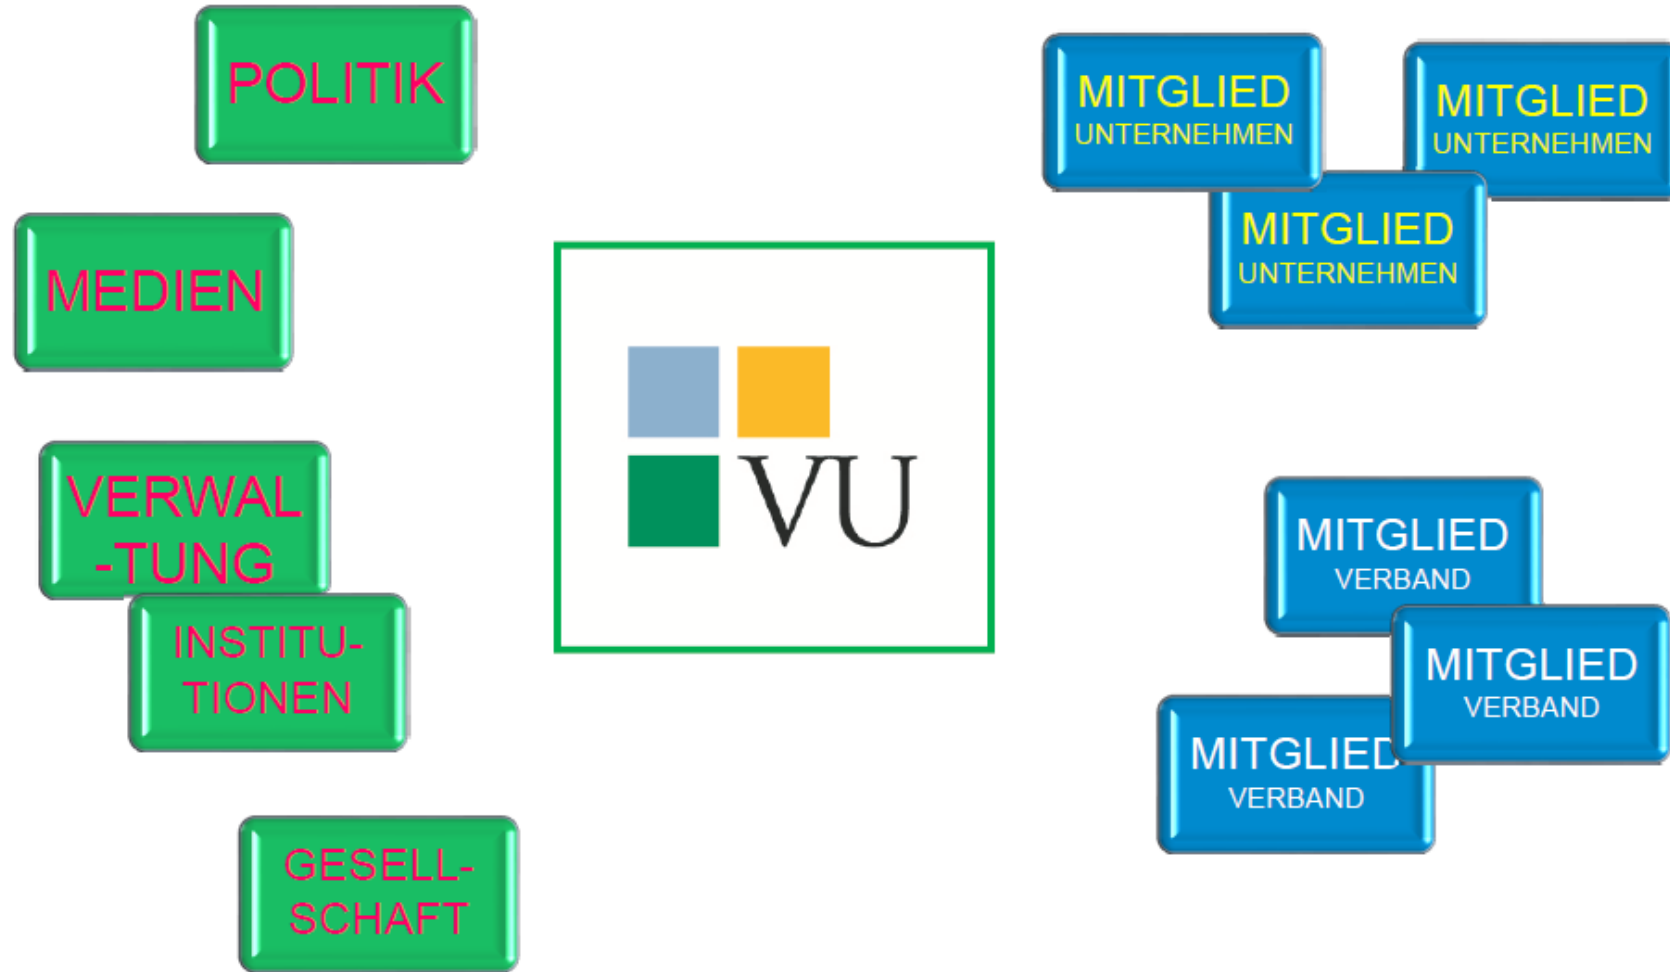 POLITIK
MEDIEN
VERWAL
-TUNG
INSTITU-
TIONEN
GESELL-
SCHAFT
VU
MITGLIED
UNTERNEHMEN
MITGLIED
UNTERNEHMEN
MITGLIED
UNTERNEHMEN
MITGLIED
VERBAND
MITGLIED
VERBAND
MITGLIED
VERBAND